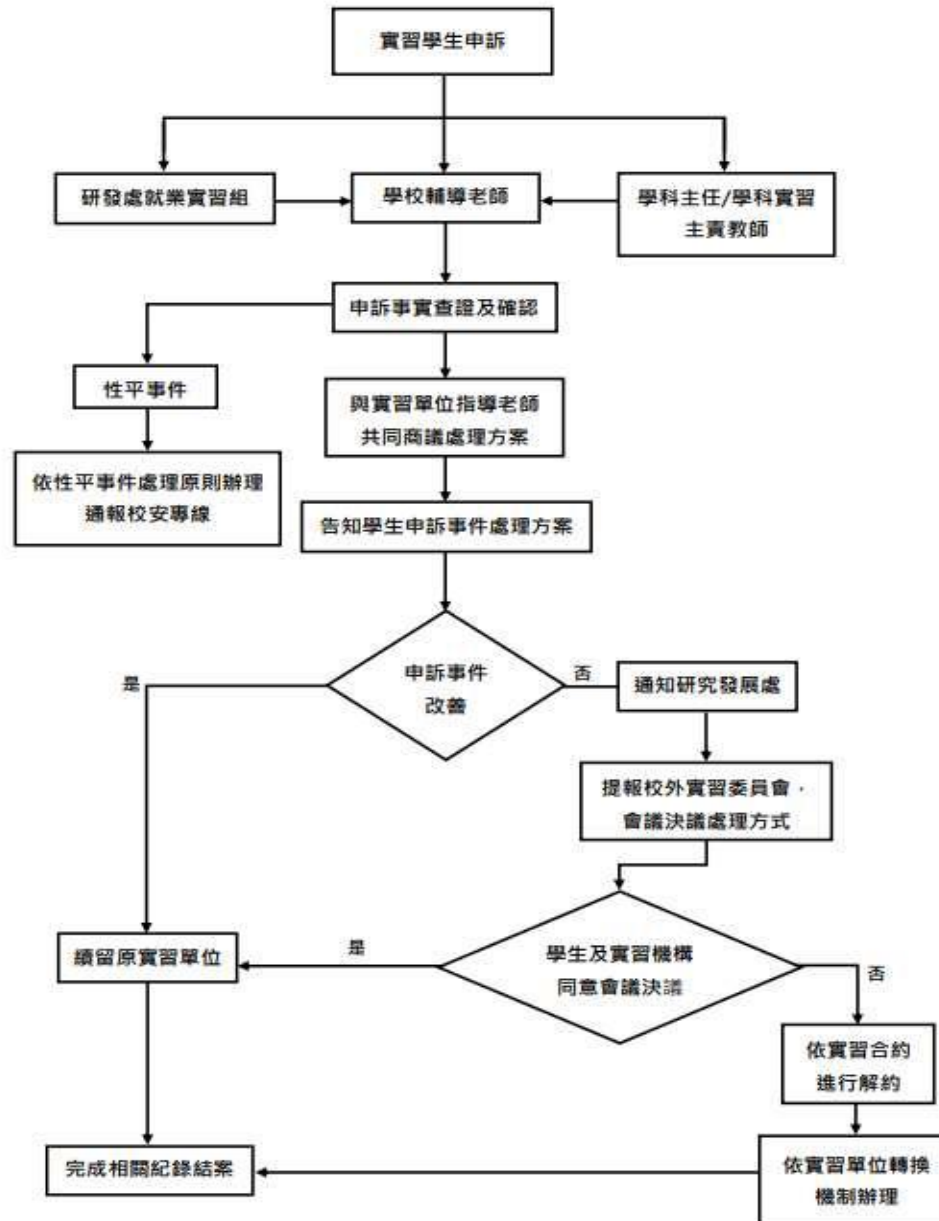 實習學生申訴
研發處就業實習組
學校輔導老師
學科主任/學科實習
主責教師
申訴事實查證及確認
性平事件
與實習單位指導老師
共同商議處理方案
依性平事件處理原則辦理
通報校安專線
告知學生申訴事件處理方案
申訴事件
改善
是
否
通知研究發展處
提報校外實習委員會，
會議決議處理方式
學生及實習機構
同意會議決議
是
否
續留原實習單位
依實習合約
進行解約
依實習單位轉換
機制辦理
完成相關紀錄結案